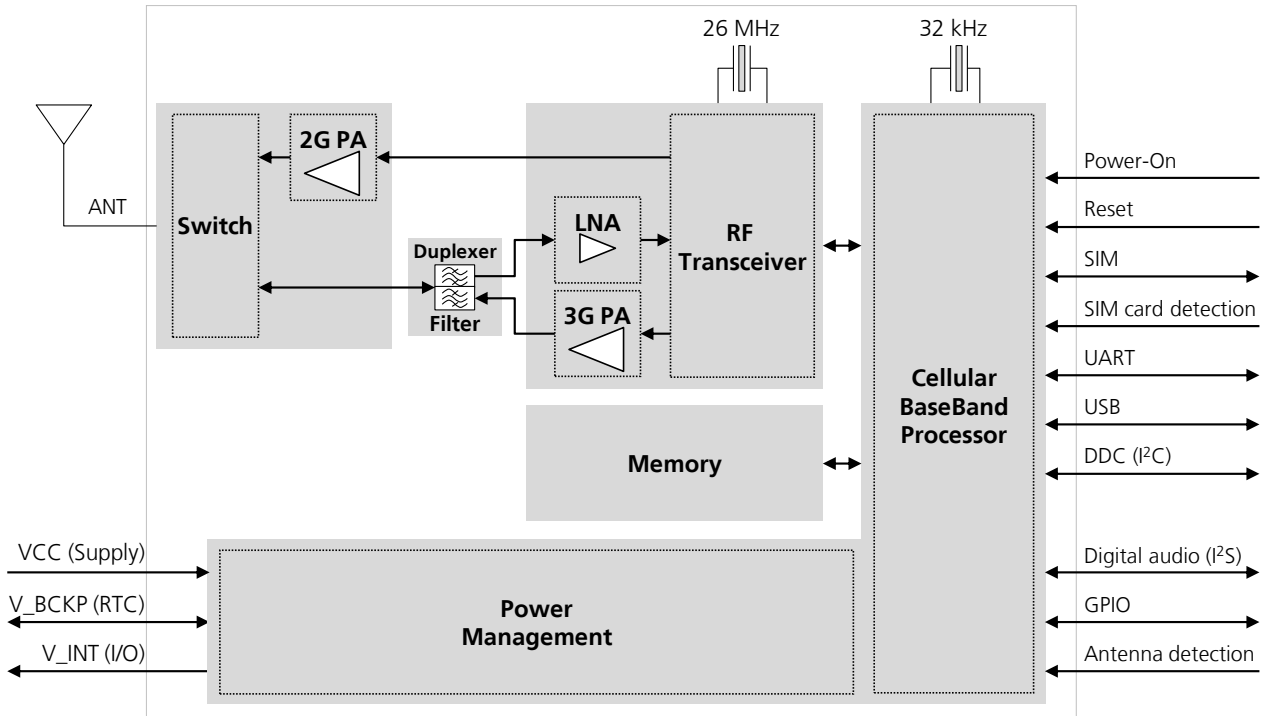 26 MHz
32 kHz
ANT
Switch
2G PA
Duplexer
Filter
LNA
3G PA
RF
Transceiver
Memory
Cellular
BaseBand
Processor
Power
Management
VCC (Supply)
V_BCKP (RTC)
V_INT (I/O)
Power-On
Reset
SIM
SIM card detection
UART
USB
DDC (I²C)
Digital audio (I²S)
GPIO
Antenna detection